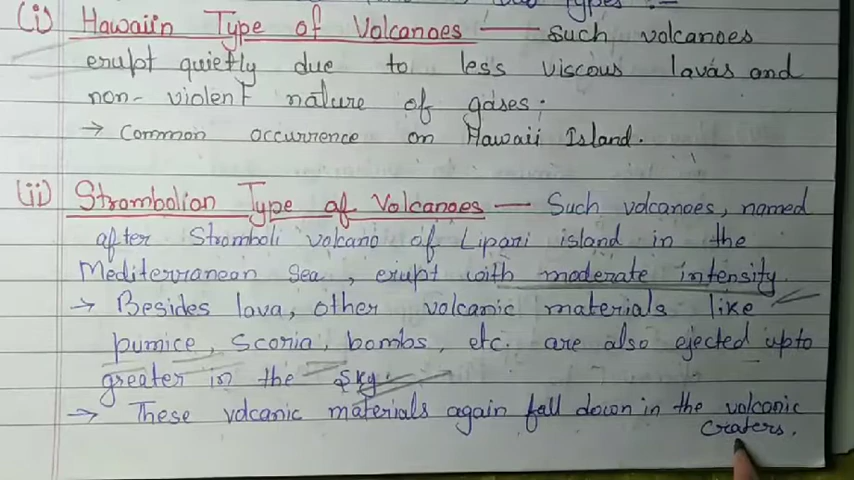 Types :-
(i) Hawaiin Type of Volcanoes — Such volcanoes
erupt quietly due to less viscous lavas and
non-violent nature of gases.
→ Common occurrence on Hawaii Island.
(ii) Strombolian Type of Volcanoes — Such volcanoes, named
after Stromboli volcano of Lipari island in the
Mediterranean Sea, erupt with moderate intensity
→ Besides lava, other volcanic materials like
pumice, Scoria, bombs, etc. are also ejected upto
greater in the sky.
→ These volcanic materials again fall down in the volcanic
Craters.